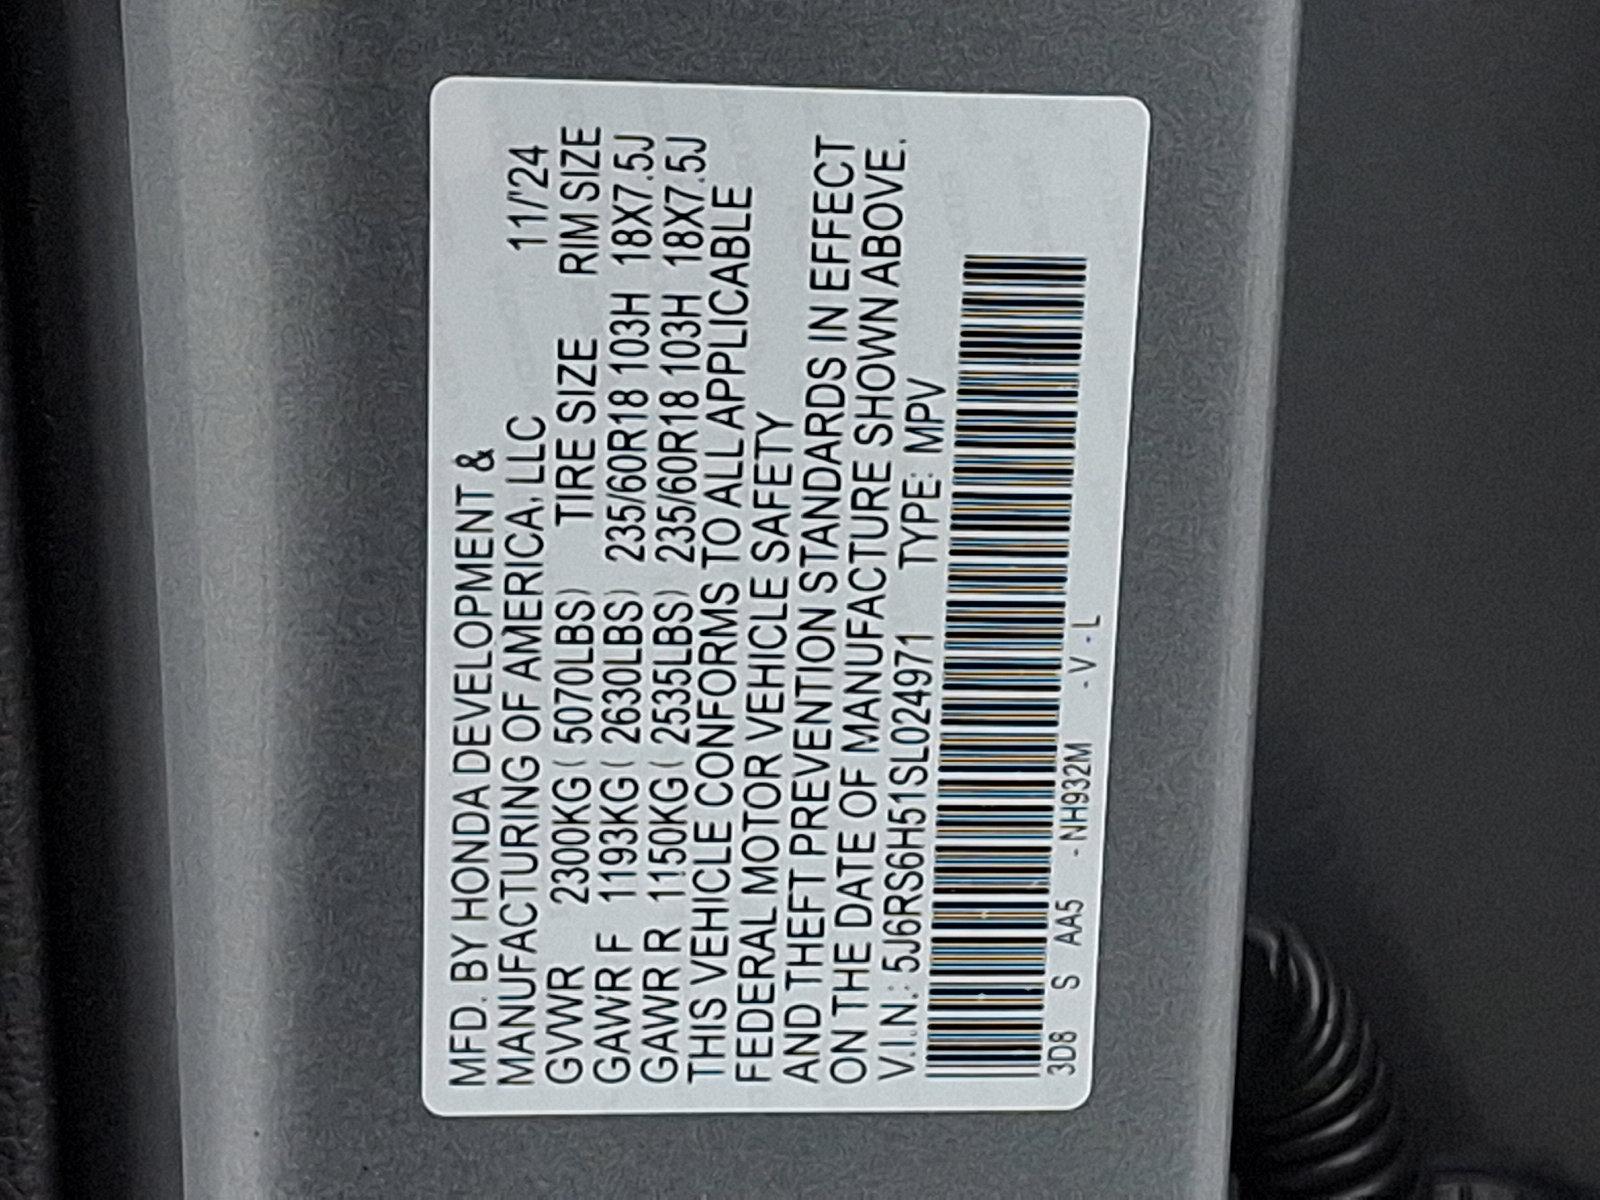 MFD. BY HONDA DEVELOPMENT &
MANUFACTURING OF AMERICA, LLC 11/'24
GVWR 2300KG ( 5070LBS) TIRE SIZE RIM SIZE
GAWR F 1193KG ( 2630LBS) 235/60R18 103H 18X7.5J
GAWR R 1150KG ( 2535LBS) 235/60R18 103H 18X7.5J
THIS VEHICLE CONFORMS TO ALL APPLICABLE
FEDERAL MOTOR VEHICLE SAFETY
AND THEFT PREVENTION STANDARDS IN EFFECT
ON THE DATE OF MANUFACTURE SHOWN ABOVE.
V.I.N.: 5J6RS6H51SL024971 TYPE: MPV
3D8 S AA5 -NH932M -V-L